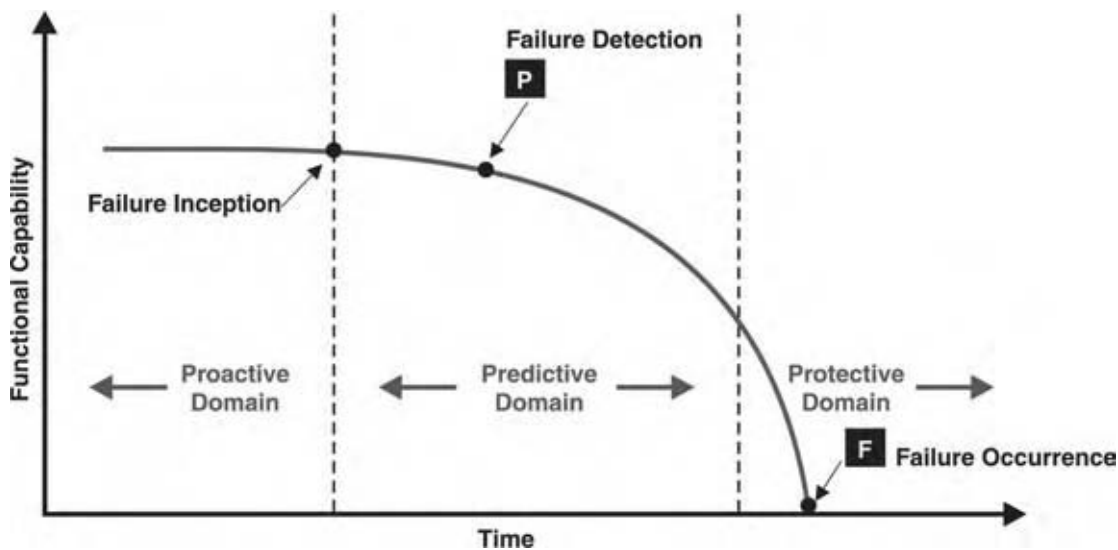 Failure Detection
P
Failure Inception
Functional Capability
Proactive
Domain
Predictive
Domain
Protective
Domain
F
Failure Occurrence
Time